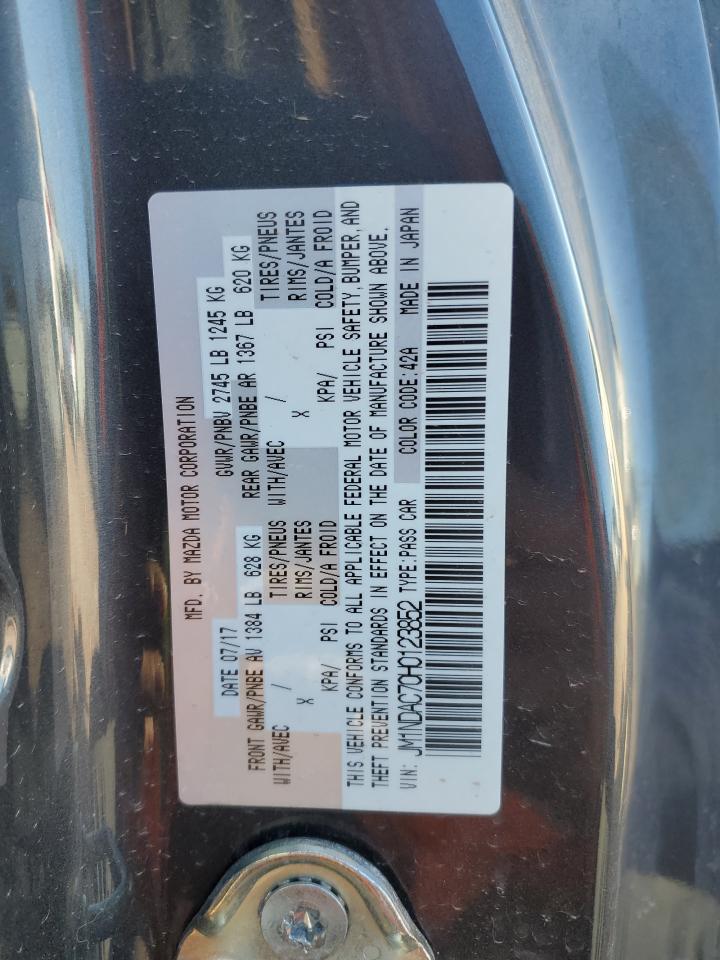 MFD. BY MAZDA MOTOR CORPORATION
DATE 07/17 GVWR/PNBV 2745 LB 1245 KG
FRONT GAWR/PNBE AV 1384 LB 628 KG REAR GAWR/PNBE AR 1367 LB 620 KG
WITH/AVEC / TIRES/PNEUS WITH/AVEC / TIRES/PNEUS
X RIMS/JANTES X RIMS/JANTES
KPA/ PSI COLD/A FROID KPA/ PSI COLD/A FROID
THIS VEHICLE CONFORMS TO ALL APPLICABLE FEDERAL MOTOR VEHICLE SAFETY, BUMPER, AND
THEFT PREVENTION STANDARDS IN EFFECT ON THE DATE OF MANUFACTURE SHOWN ABOVE.
VIN: JM1NDAC70H0123852 TYPE:PASS CAR COLOR CODE:42A MADE IN JAPAN